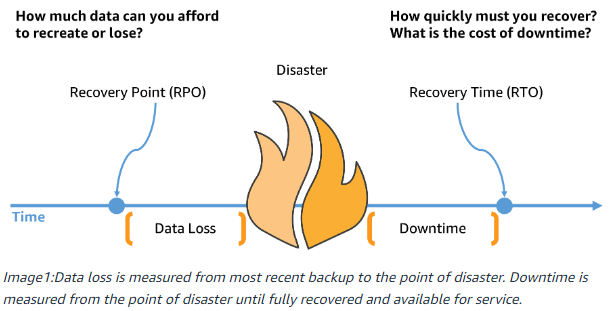 How much data can you afford
to recreate or lose?
How quickly must you recover?
What is the cost of downtime?
Disaster
Recovery Point (RPO)
Recovery Time (RTO)
Time
Data Loss
Downtime
Image1:Data loss is measured from most recent backup to the point of disaster. Downtime is
measured from the point of disaster until fully recovered and available for service.